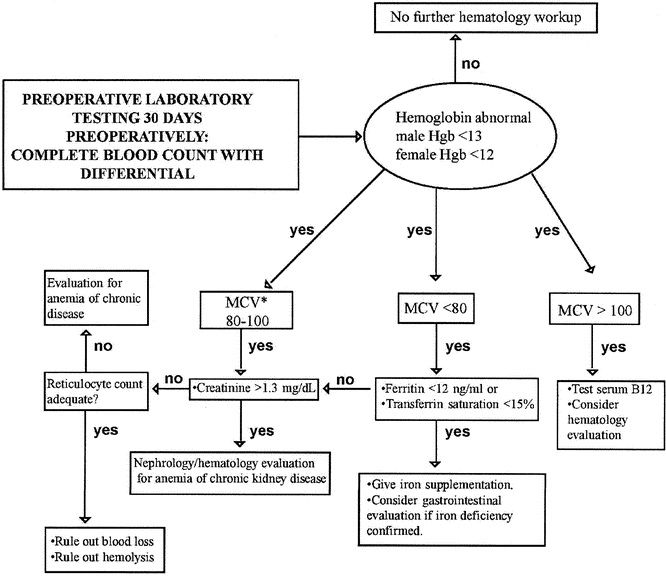 No further hematology workup
no
PREOPERATIVE LABORATORY
TESTING 30 DAYS
PREOPERATIVELY:
COMPLETE BLOOD COUNT WITH
DIFFERENTIAL
Hemoglobin abnormal
male Hgb <13
female Hgb <12
yes
yes
yes
Evaluation for
anemia of chronic
disease
MCV*
80-100
MCV <80
MCV > 100
no
yes
yes
yes
Reticulocyte count
adequate?
no
•Creatinine >1.3 mg/dL
no
•Ferritin <12 ng/ml or
•Transferrin saturation <15%
•Test serum B12
•Consider
hematology
evaluation
yes
yes
yes
Nephrology/hematology evaluation
for anemia of chronic kidney disease
•Give iron supplementation.
•Consider gastrointestinal
evaluation if iron deficiency
confirmed.
•Rule out blood loss
•Rule out hemolysis